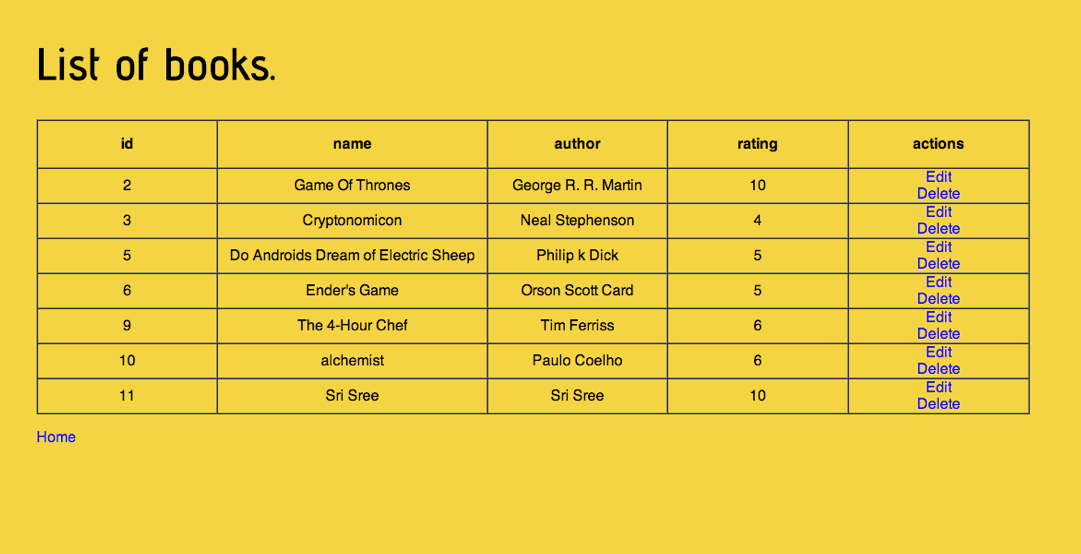 List of books.
id name author rating actions
2 Game Of Thrones George R. R. Martin 10 Edit
Delete
3 Cryptonomicon Neal Stephenson 4 Edit
Delete
5 Do Androids Dream of Electric Sheep Philip k Dick 5 Edit
Delete
6 Ender's Game Orson Scott Card 5 Edit
Delete
9 The 4-Hour Chef Tim Ferriss 6 Edit
Delete
10 alchemist Paulo Coelho 6 Edit
Delete
11 Sri Sree Sri Sree 10 Edit
Delete
Home